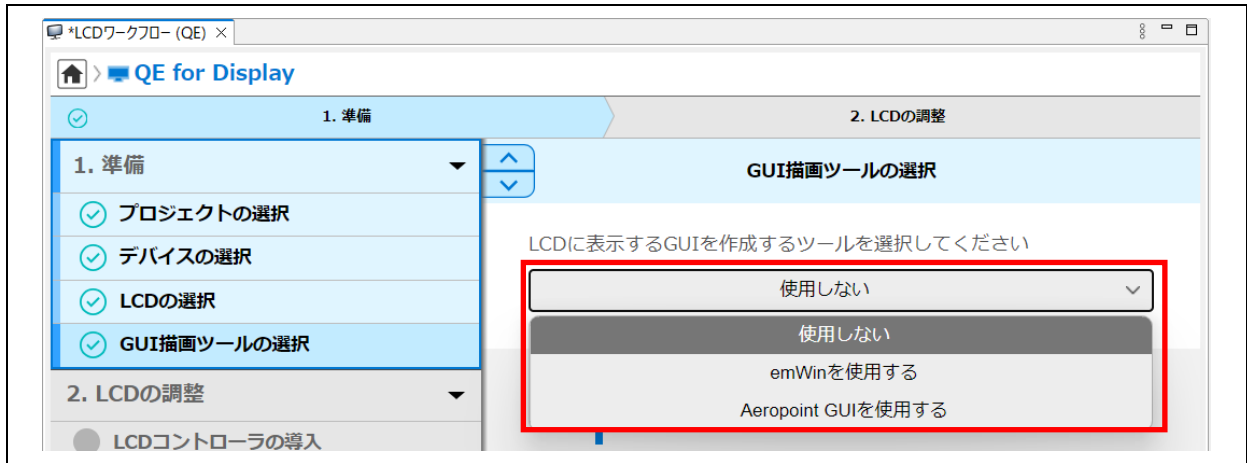 *LCDワークフロー (QE)
QE for Display
1. 準備
2. LCDの調整
1. 準備
プロジェクトの選択
デバイスの選択
LCDの選択
GUI描画ツールの選択
2. LCDの調整
LCDコントローラの導入
GUI描画ツールの選択
LCDに表示するGUIを作成するツールを選択してください
使用しない
使用しない
emWinを使用する
Aeropoint GUIを使用する